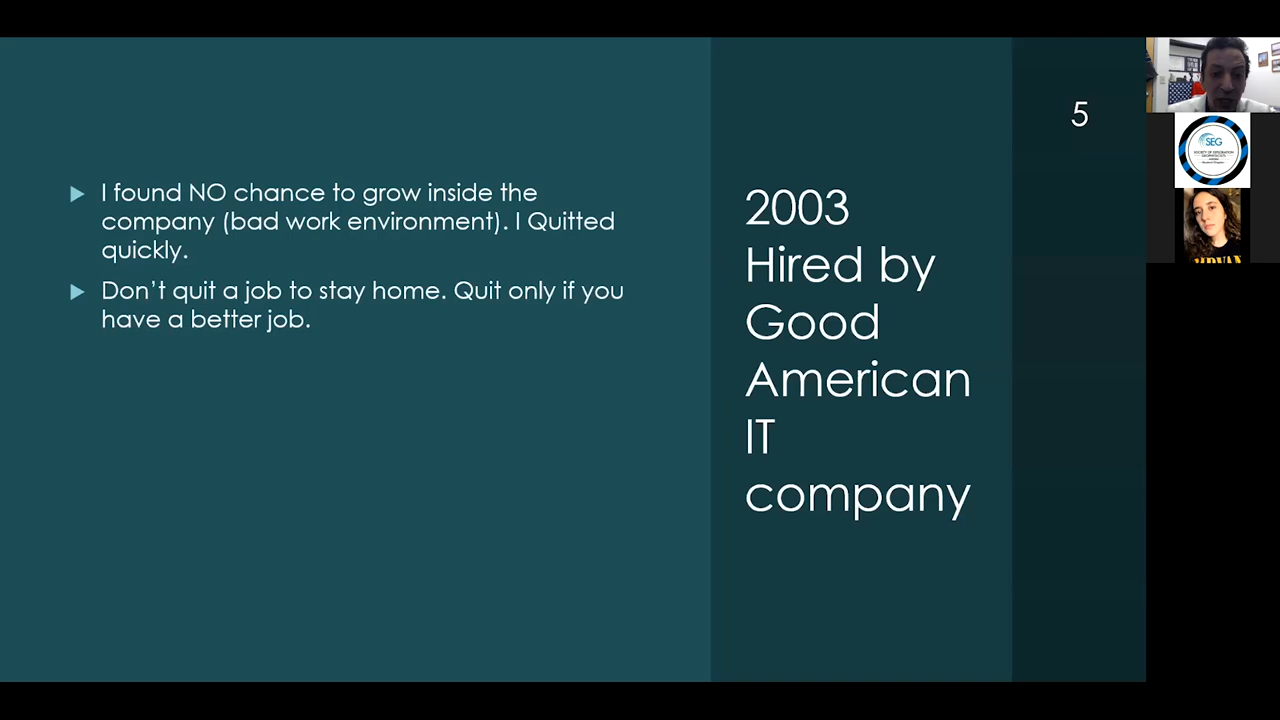 I found NO chance to grow inside the
company (bad work environment). I Quitted
quickly.
Don’t quit a job to stay home. Quit only if you
have a better job.
2003
Hired by
Good
American
IT
company
5
SEG